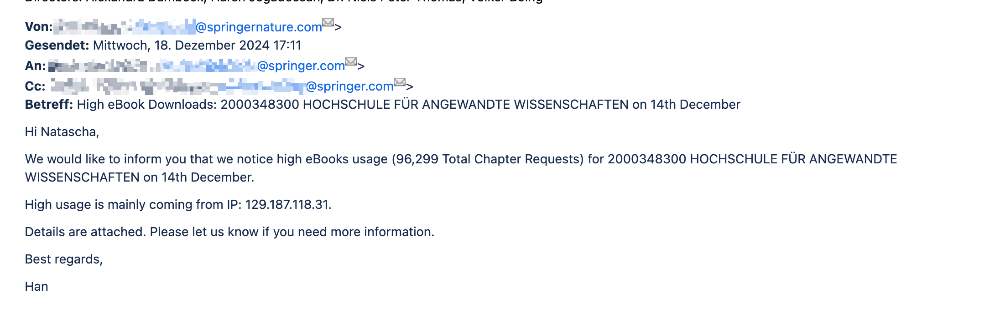 Von: @springernature.com>
Gesendet: Mittwoch, 18. Dezember 2024 17:11
An: @springer.com>
Cc: @springer.com>
Betreff: High eBook Downloads: 2000348300 HOCHSCHULE FÜR ANGEWANDTE WISSENSCHAFTEN on 14th December
Hi Natascha,
We would like to inform you that we notice high eBooks usage (96,299 Total Chapter Requests) for 2000348300 HOCHSCHULE FÜR ANGEWANDTE
WISSENSCHAFTEN on 14th December.
High usage is mainly coming from IP: 129.187.118.31.
Details are attached. Please let us know if you need more information.
Best regards,
Han